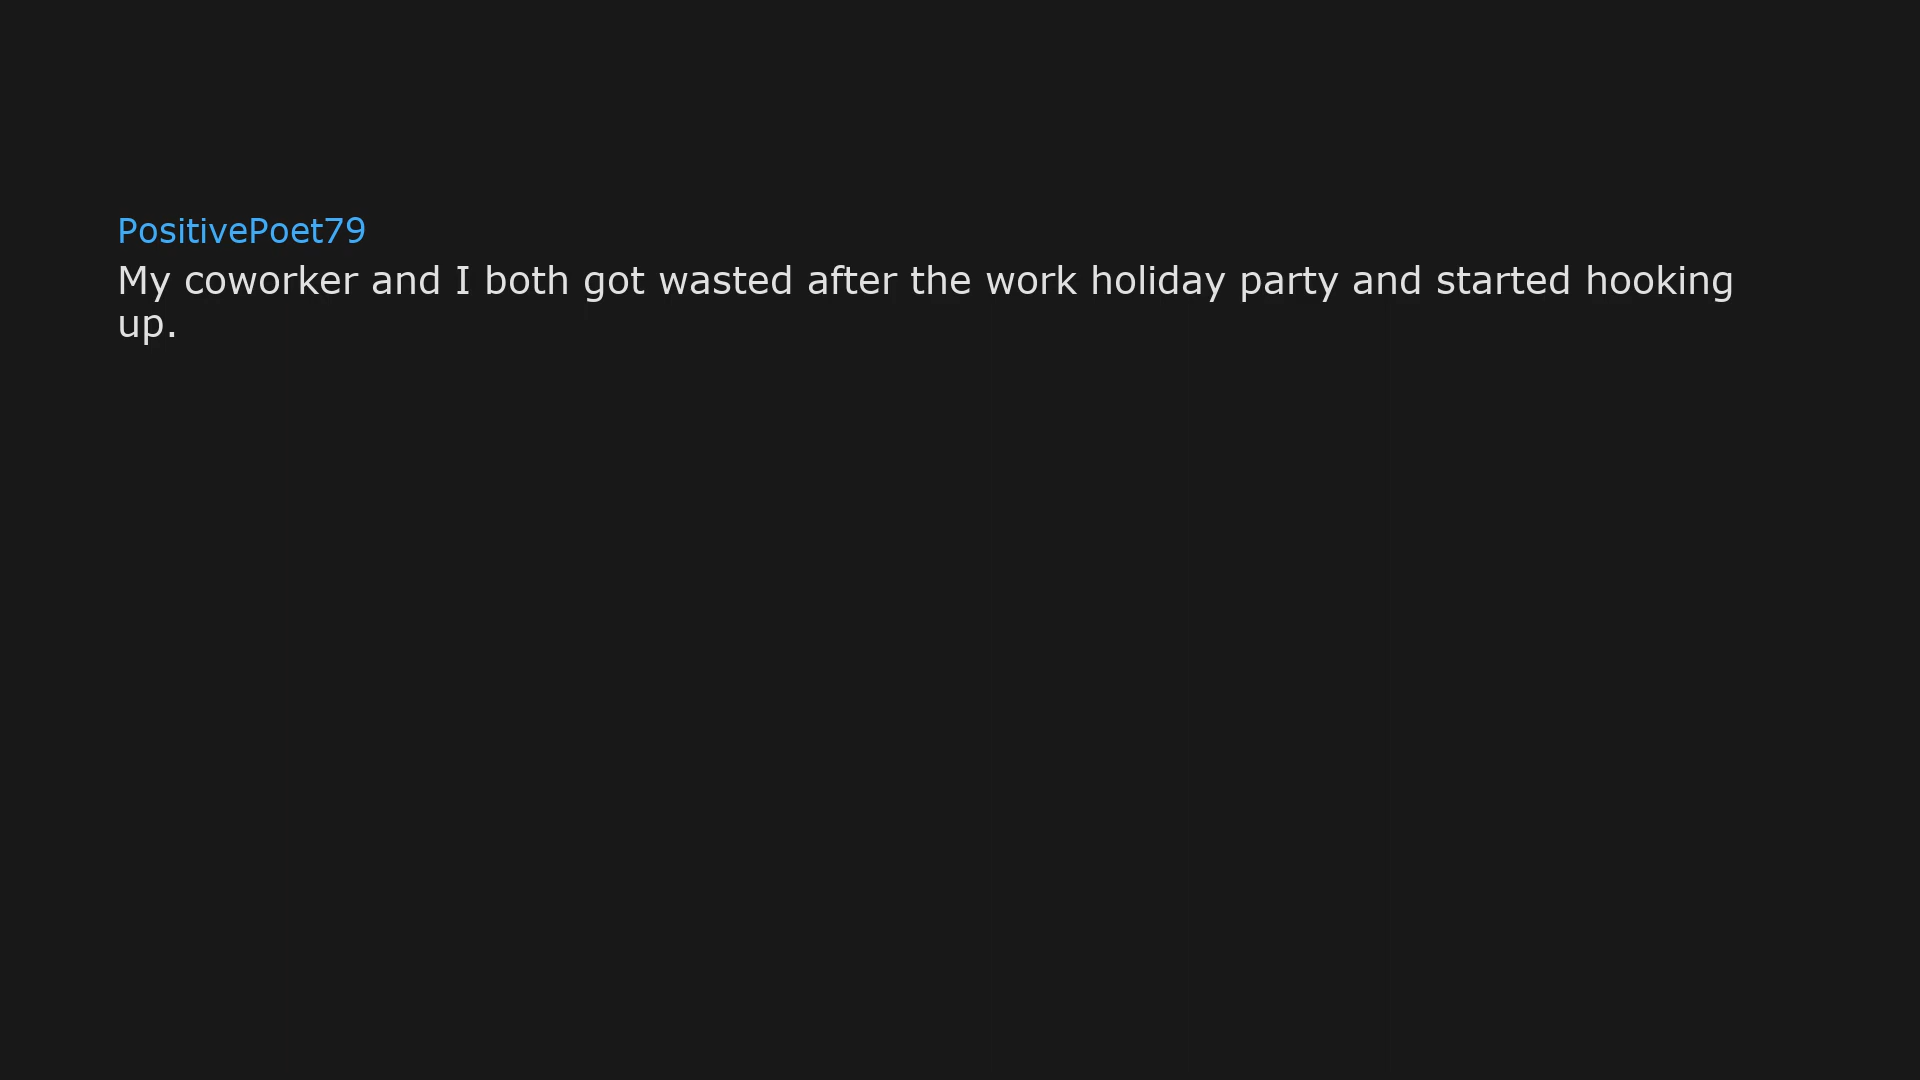 PositivePoet79
My coworker and I both got wasted after the work holiday party and started hooking
up.